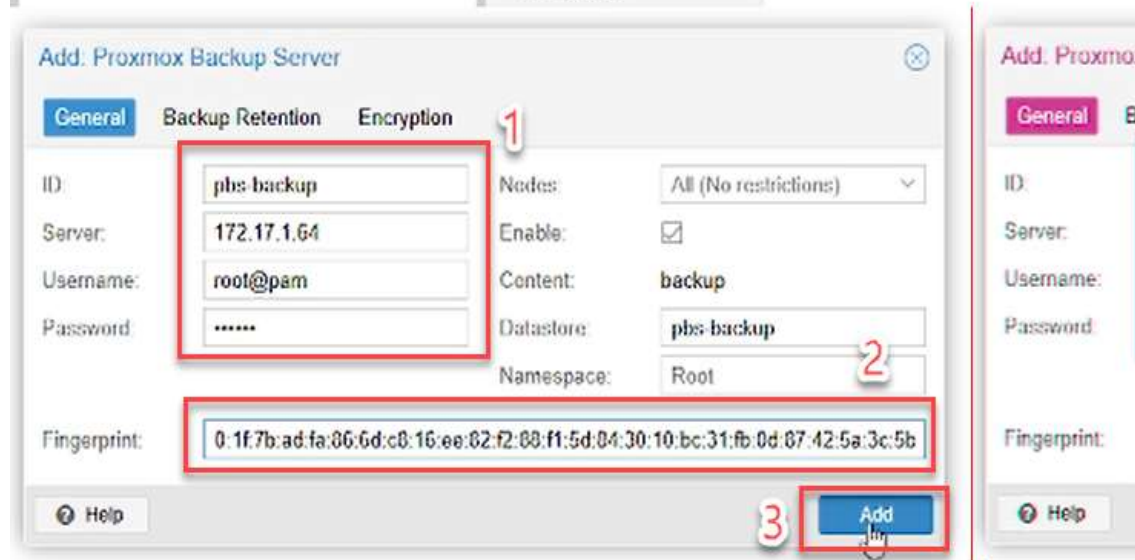 Add: Proxmox Backup Server
General Backup Retention Encryption
1
ID: pbs-backup Nodes: All (No restrictions)
Server: 172.17.1.64 Enable:
Username: root@pam Content: backup
Password: •••••• Datastore: pbs-backup
2
Namespace: Root
Fingerprint: 0:1f:7b:ad:fa:86:6d:c8:16:ee:82:f2:88:f1:5d:84:30:10:bc:31:fb:0d:87:42:5a:3c:5b
Help 3 Add
Add: Proxmo
General B
ID:
Server:
Username:
Password:
Fingerprint:
Help